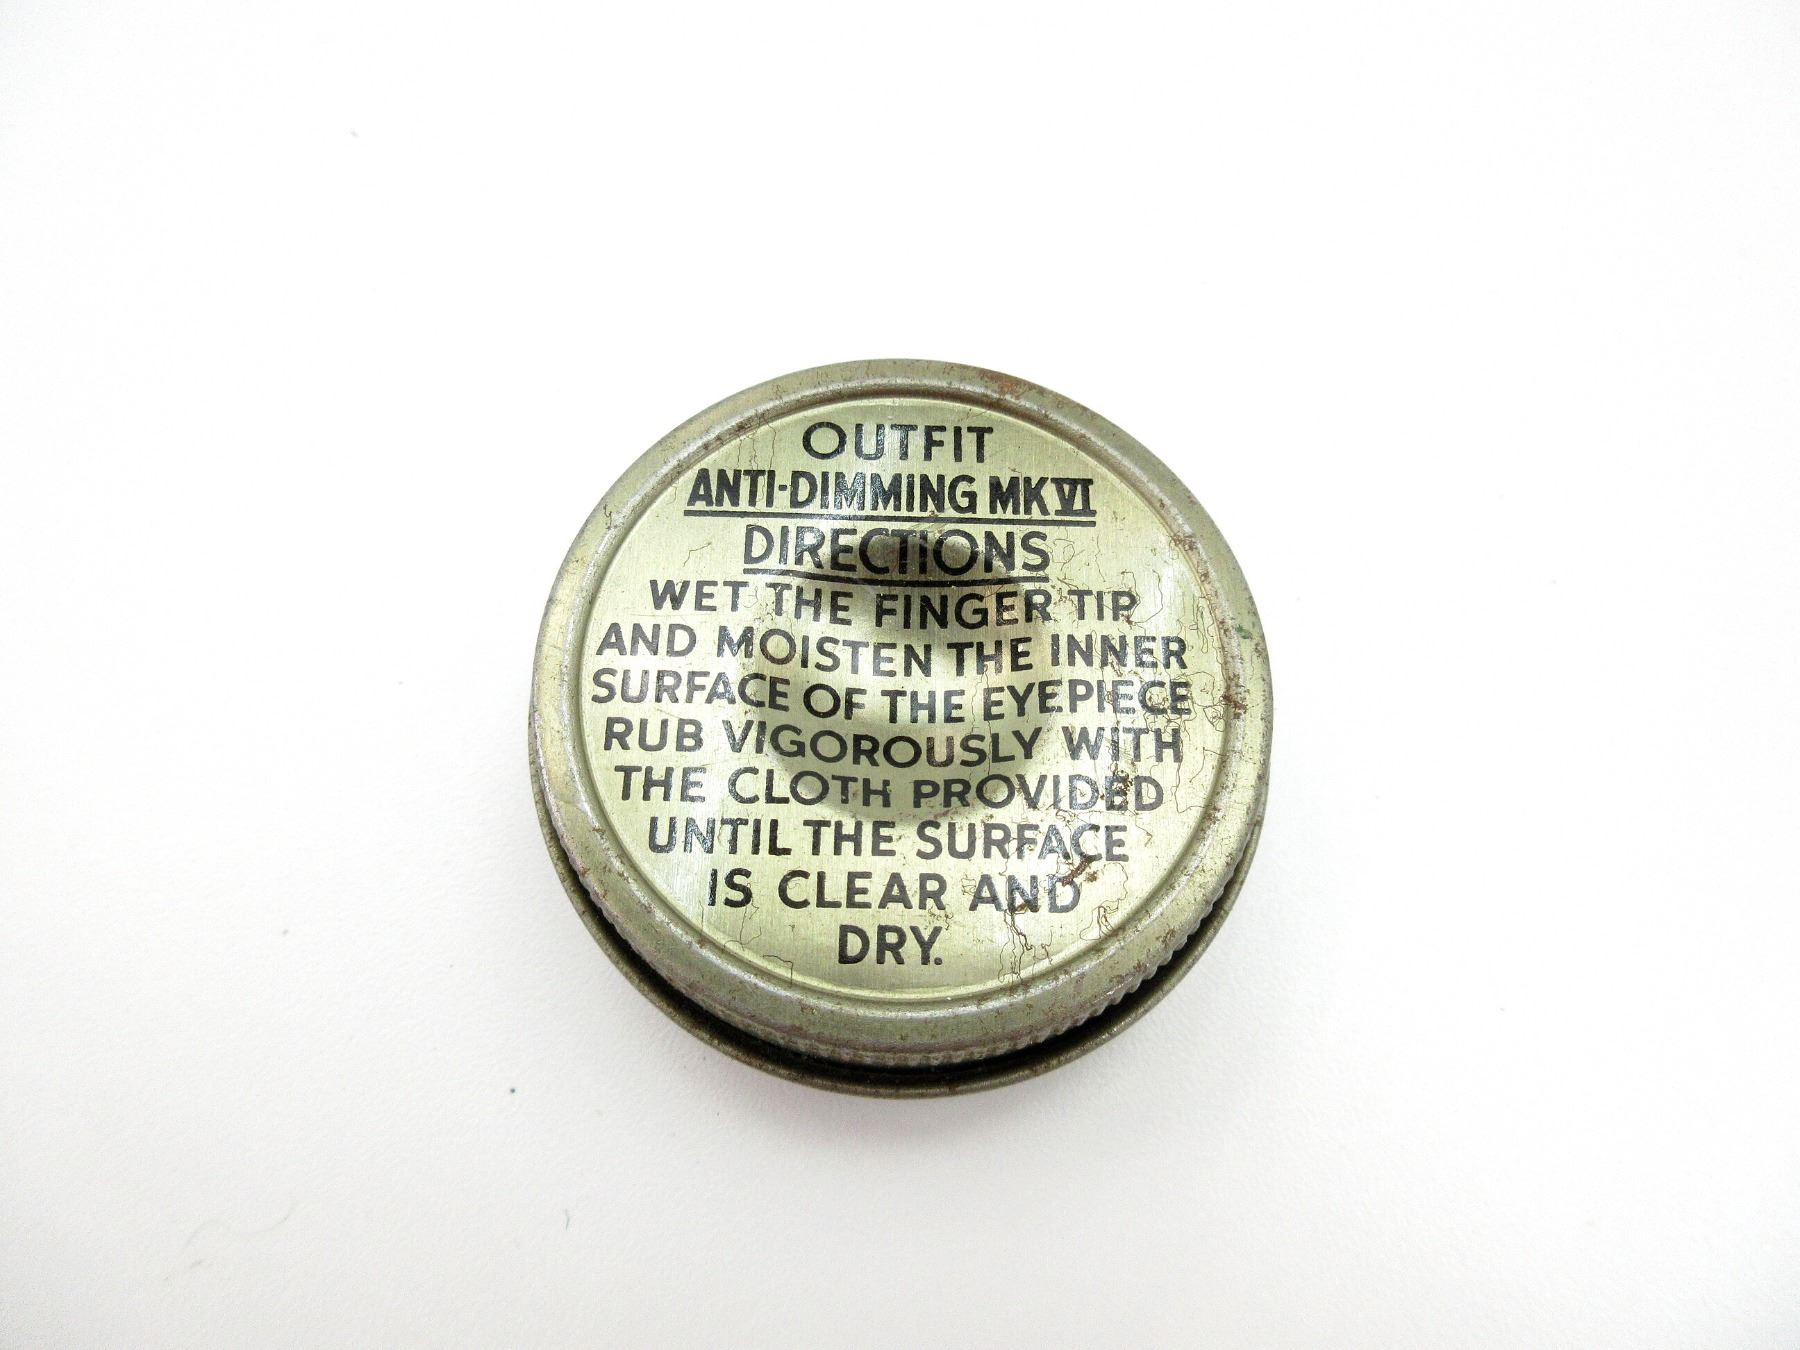 OUTFIT
ANTI-DIMMING MK VI
DIRECTIONS
WET THE FINGER TIP
AND MOISTEN THE INNER
SURFACE OF THE EYEPIECE
RUB VIGOROUSLY WITH
THE CLOTH PROVIDED
UNTIL THE SURFACE
IS CLEAR AND
DRY.